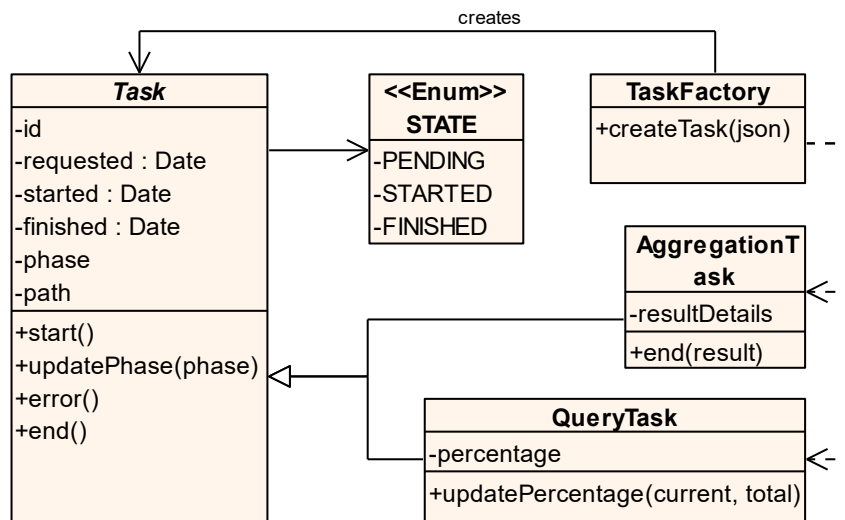 creates
Task
-id
-requested : Date
-started : Date
-finished : Date
-phase
-path
+start()
+updatePhase(phase)
+error()
+end()
<<Enum>>
STATE
-PENDING
-STARTED
-FINISHED
TaskFactory
+createTask(json)
AggregationT
ask
-resultDetails
+end(result)
QueryTask
-percentage
+updatePercentage(current, total)